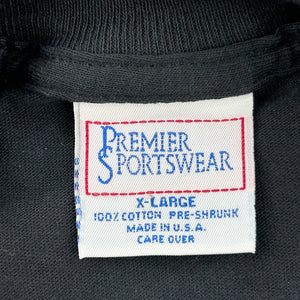 PREMIER
SPORTSWEAR
X-LARGE
100% COTTON PRE-SHRUNK
MADE IN U.S.A.
CARE OVER